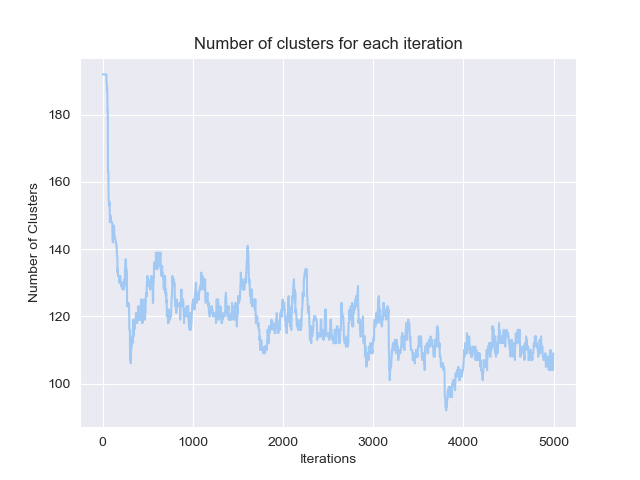 Number of clusters for each iteration
180
160
140
120
100
Number of Clusters
0 1000 2000 3000 4000 5000
Iterations